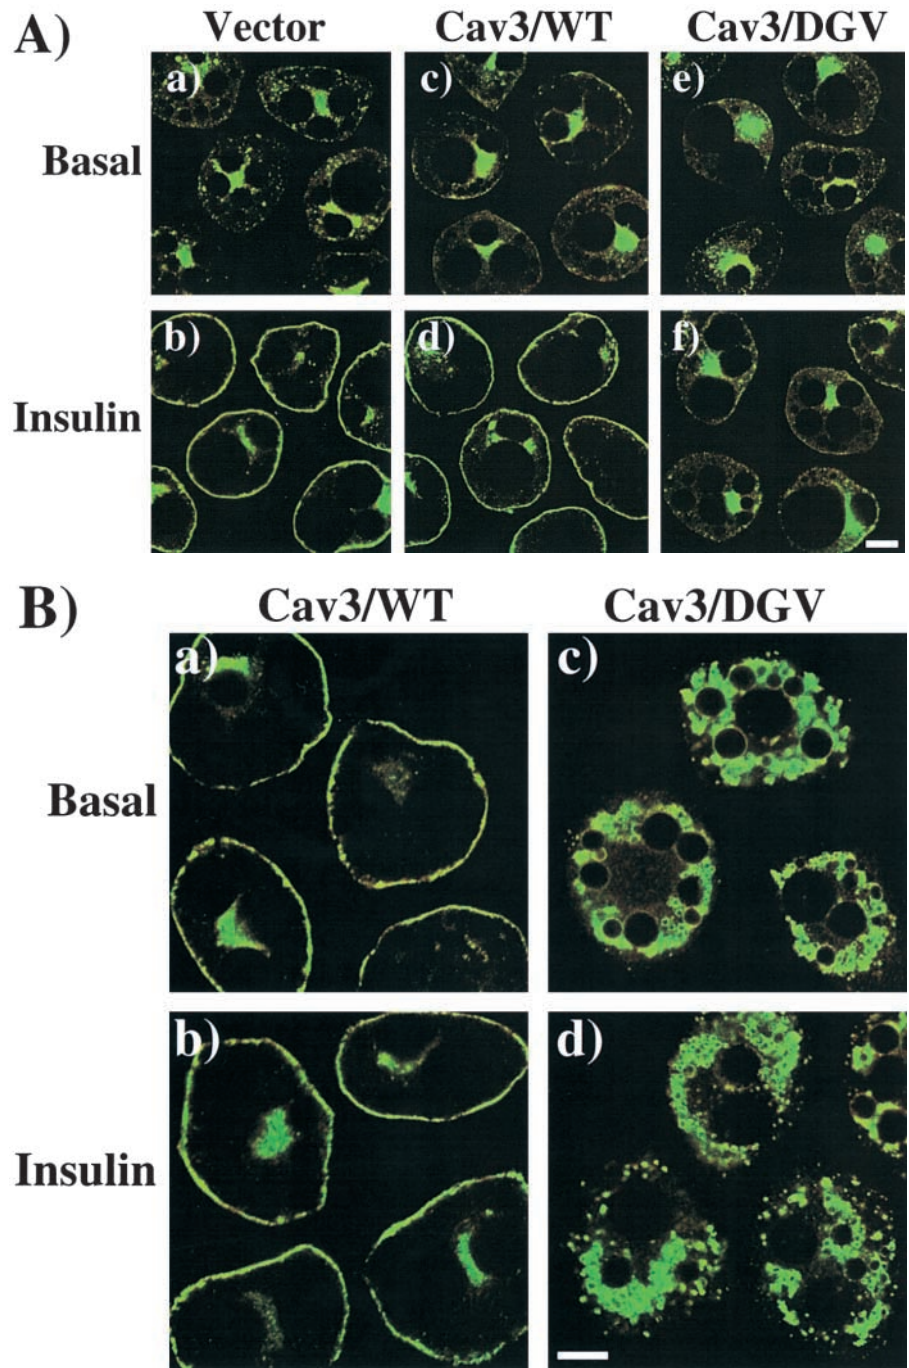 A)
Vector Cav3/WT Cav3/DGV
Basal
a) c) e)
Insulin
b) d) f)
B)
Cav3/WT Cav3/DGV
Basal
a) c)
Insulin
b) d)